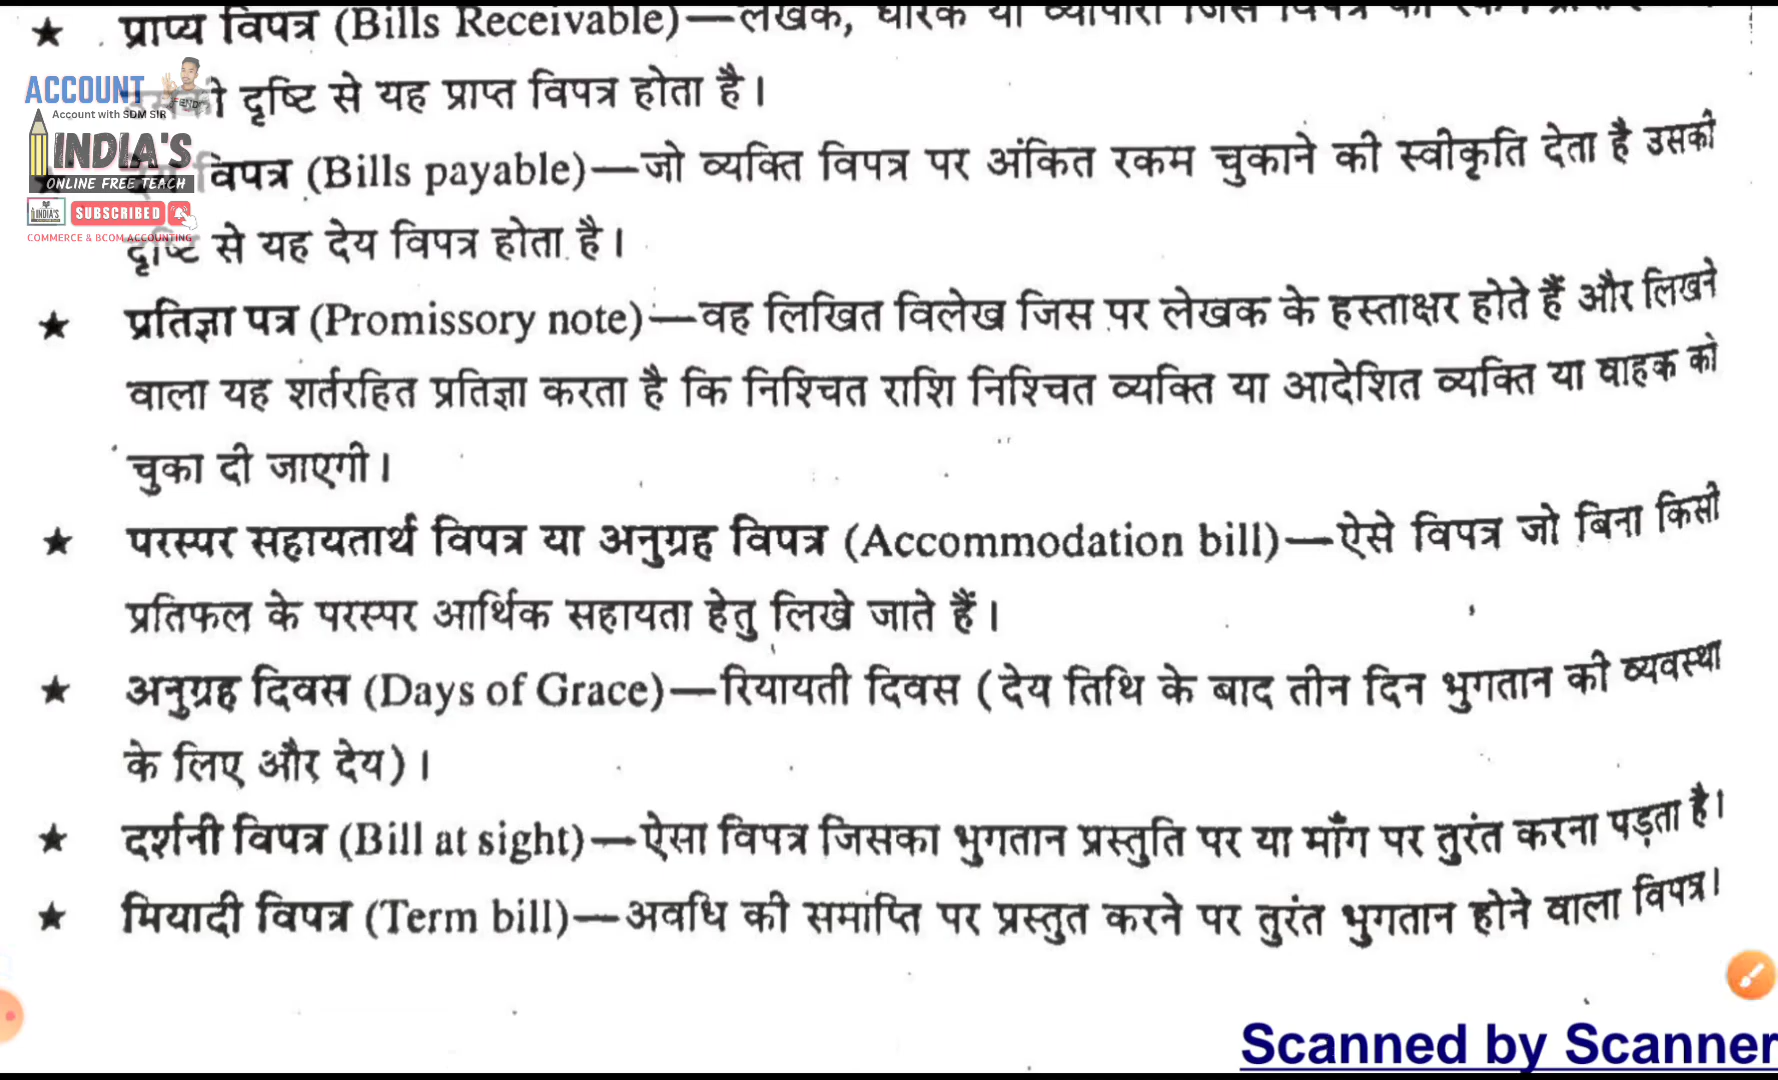 ★ प्राप्य विपत्र (Bills Receivable)—लेखक, धारक या व्यापारी जिसे विपत्र की
दृष्टि से यह प्राप्त विपत्र होता है।
ACCOUNT
Account with SDM SIR
INDIA'S
ONLINE FREE TEACH
INDIA'S
SUBSCRIBED
COMMERCE & BCOM ACCOUNTING
विपत्र (Bills payable)—जो व्यक्ति विपत्र पर अंकित रकम चुकाने की स्वीकृति देता है उसकी
दृष्टि से यह देय विपत्र होता है।
★ प्रतिज्ञा पत्र (Promissory note)—वह लिखित विलेख जिस पर लेखक के हस्ताक्षर होते हैं और लिखने
वाला यह शर्तरहित प्रतिज्ञा करता है कि निश्चित राशि निश्चित व्यक्ति या आदेशित व्यक्ति या वाहक को
चुका दी जाएगी।
★ परस्पर सहायतार्थ विपत्र या अनुग्रह विपत्र (Accommodation bill)—ऐसे विपत्र जो बिना किसी
प्रतिफल के परस्पर आर्थिक सहायता हेतु लिखे जाते हैं।
★ अनुग्रह दिवस (Days of Grace)—रियायती दिवस (देय तिथि के बाद तीन दिन भुगतान की व्यवस्था
के लिए और देय)।
★ दर्शनी विपत्र (Bill at sight)—ऐसा विपत्र जिसका भुगतान प्रस्तुति पर या माँग पर तुरंत करना पड़ता है।
★ मियादी विपत्र (Term bill)—अवधि की समाप्ति पर प्रस्तुत करने पर तुरंत भुगतान होने वाला विपत्र।
Scanned by Scanner